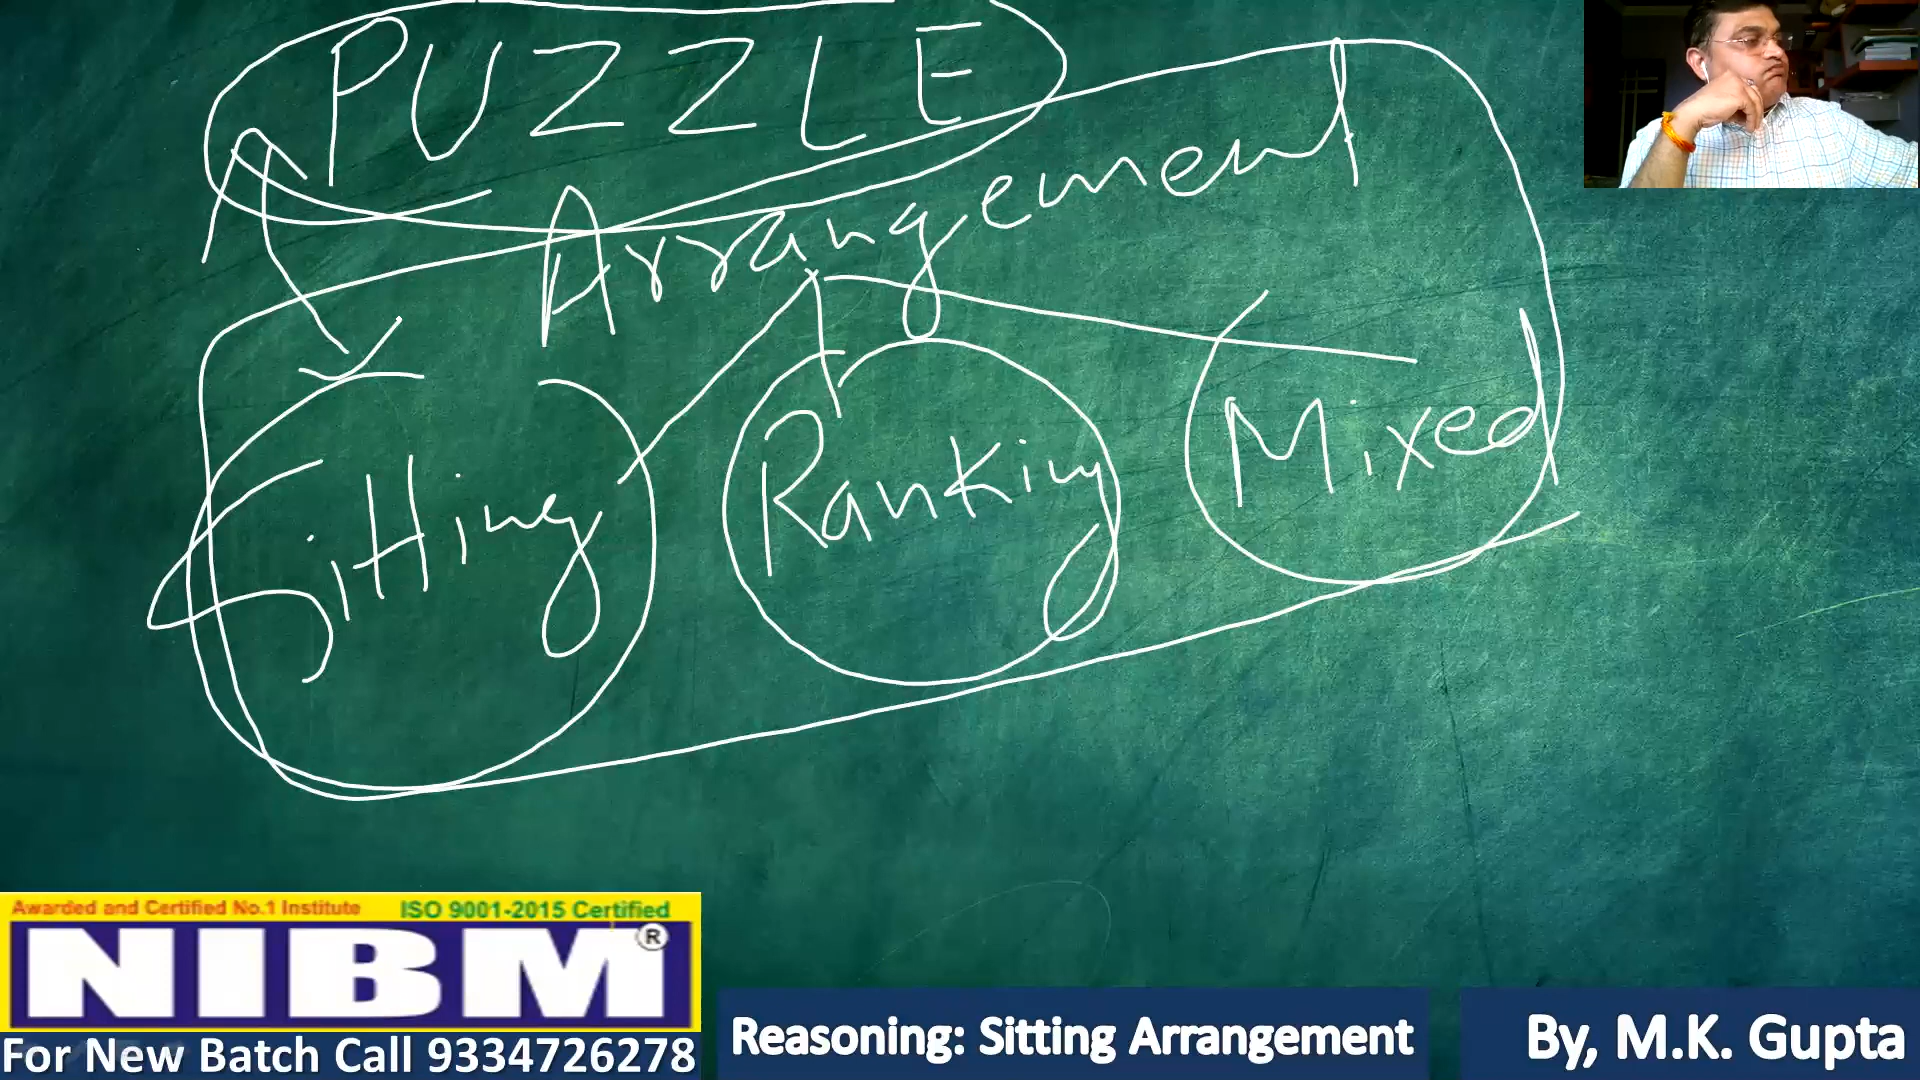 PUZZLE
Arrangement
Sitting Ranking Mixed
Awarded and Certified No.1 Institute ISO 9001-2015 Certified
NIBM®
For New Batch Call 9334726278
Reasoning: Sitting Arrangement
By, M.K. Gupta